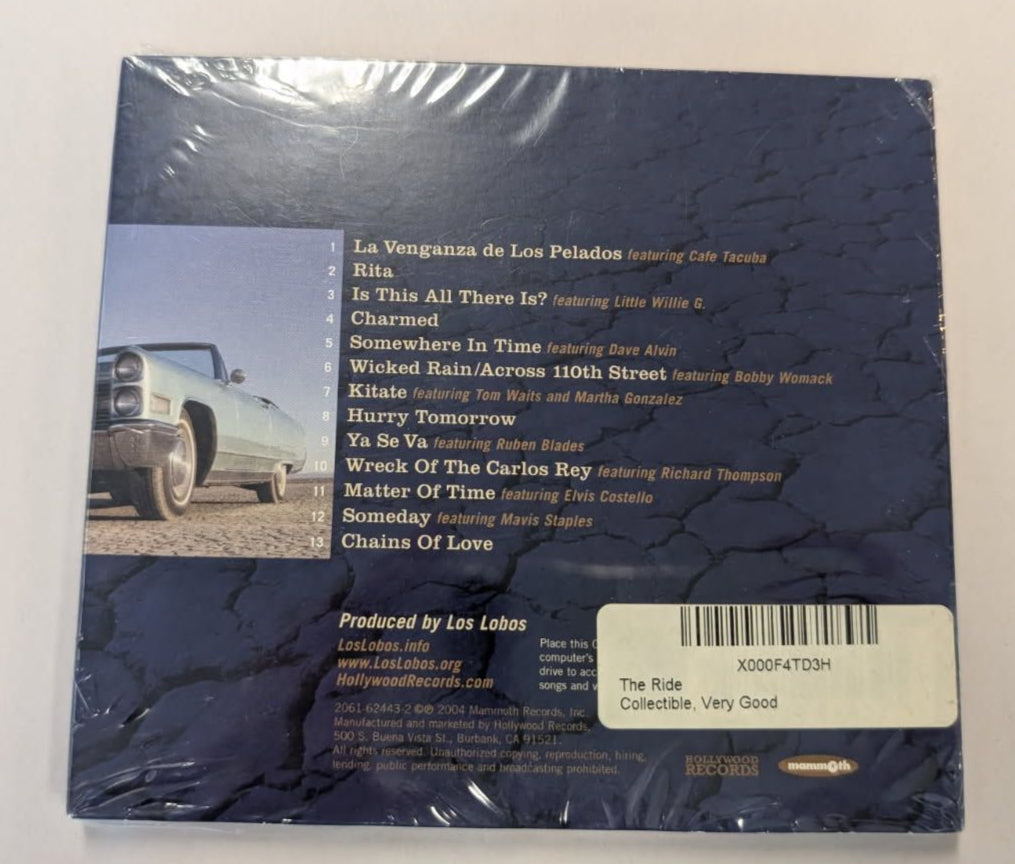 1 La Venganza de Los Pelados featuring Cafe Tacuba
2 Rita
3 Is This All There Is? featuring Little Willie G.
4 Charmed
5 Somewhere In Time featuring Dave Alvin
6 Wicked Rain/Across 110th Street featuring Bobby Womack
7 Kitate featuring Tom Waits and Martha Gonzalez
8 Hurry Tomorrow
9 Ya Se Va featuring Ruben Blades
10 Wreck Of The Carlos Rey featuring Richard Thompson
11 Matter Of Time featuring Elvis Costello
12 Someday featuring Mavis Staples
13 Chains Of Love
Produced by Los Lobos
LosLobos.info
www.LosLobos.org
HollywoodRecords.com
Place this
computer's
drive to acc
songs and
2061-62443-2 ©℗ 2004 Mammoth Records, Inc.
Manufactured and marketed by Hollywood Records,
500 S. Buena Vista St., Burbank, CA 91521.
All rights reserved. Unauthorized copying, reproduction, hiring,
lending, public performance and broadcasting prohibited.
X000F4TD3H
The Ride
Collectible, Very Good
HOLLYWOOD
RECORDS
mammoth